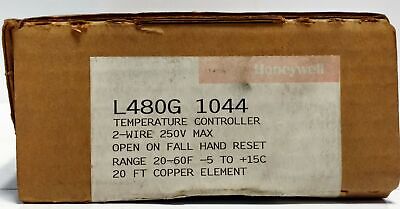 Honeywell
L480G 1044
TEMPERATURE CONTROLLER
2-WIRE 250V MAX
OPEN ON FALL HAND RESET
RANGE 20-60F -5 TO +15C
20 FT COPPER ELEMENT